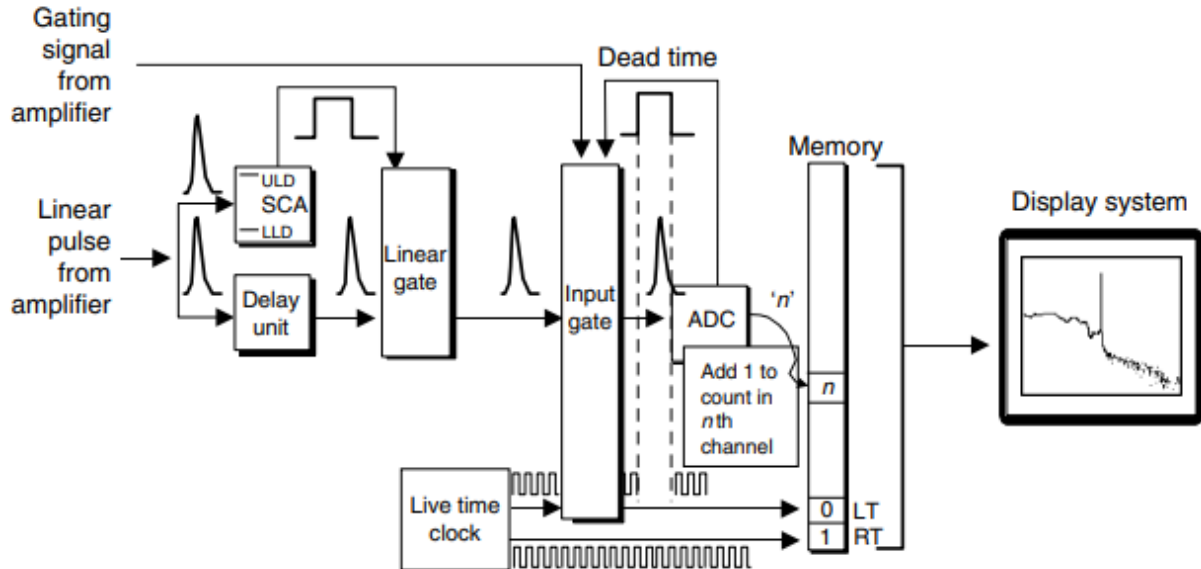 Gating
signal
from
amplifier
Dead time
Memory
ULD
SCA
LLD
Linear
pulse
from
amplifier
Delay
unit
Linear
gate
Input
gate
ADC
'n'
Add 1 to
count in
nth
channel
n
Display system
Live time
clock
0 LT
1 RT